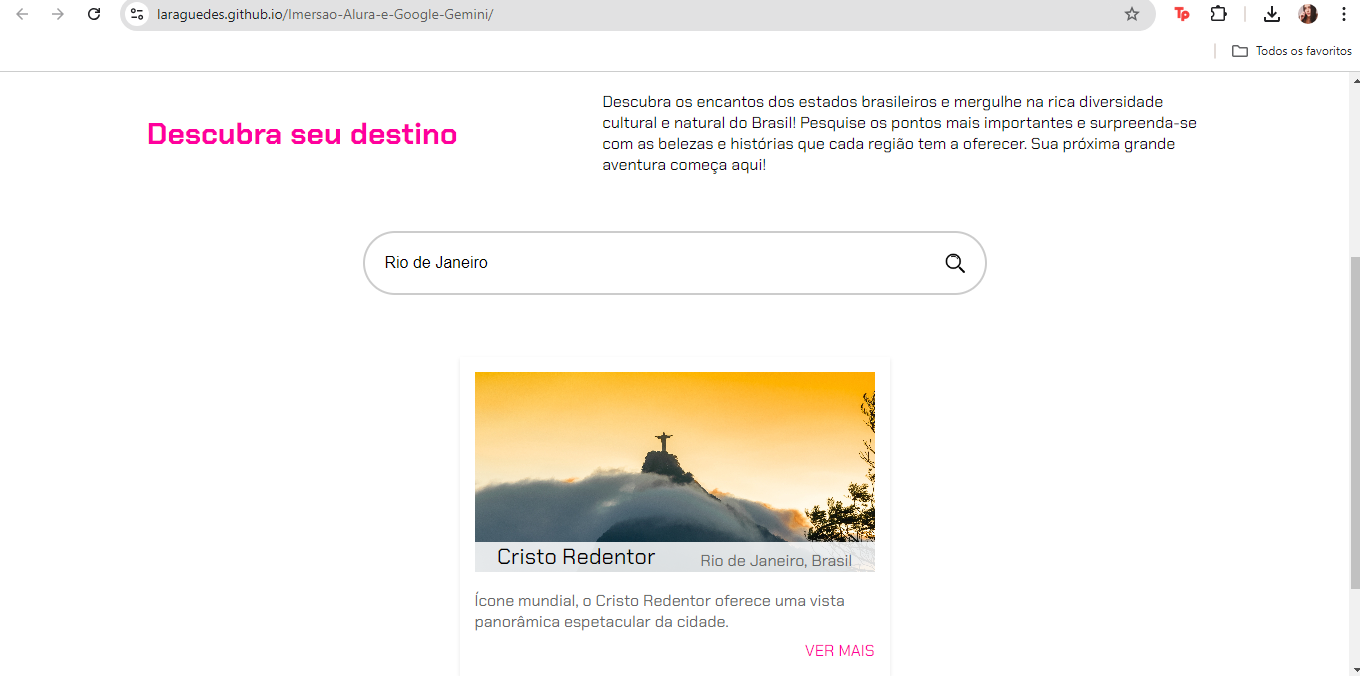 laraguedes.github.io/Imersao-Alura-e-Google-Gemini/
Tp
Todos os favoritos
Descubra seu destino
Descubra os encantos dos estados brasileiros e mergulhe na rica diversidade
cultural e natural do Brasil! Pesquise os pontos mais importantes e surpreenda-se
com as belezas e histórias que cada região tem a oferecer. Sua próxima grande
aventura começa aqui!
Rio de Janeiro
Cristo Redentor
Rio de Janeiro, Brasil
Ícone mundial, o Cristo Redentor oferece uma vista
panorâmica espetacular da cidade.
VER MAIS